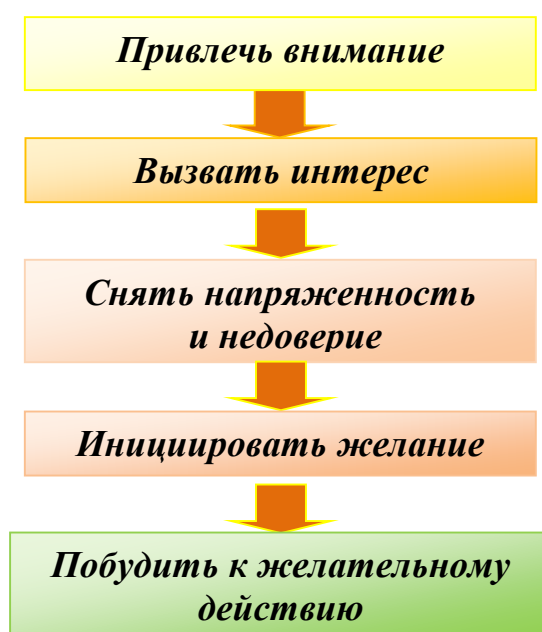 Привлечь внимание
Вызвать интерес
Снять напряженность
и недоверие
Инициировать желание
Побудить к желательному
действию